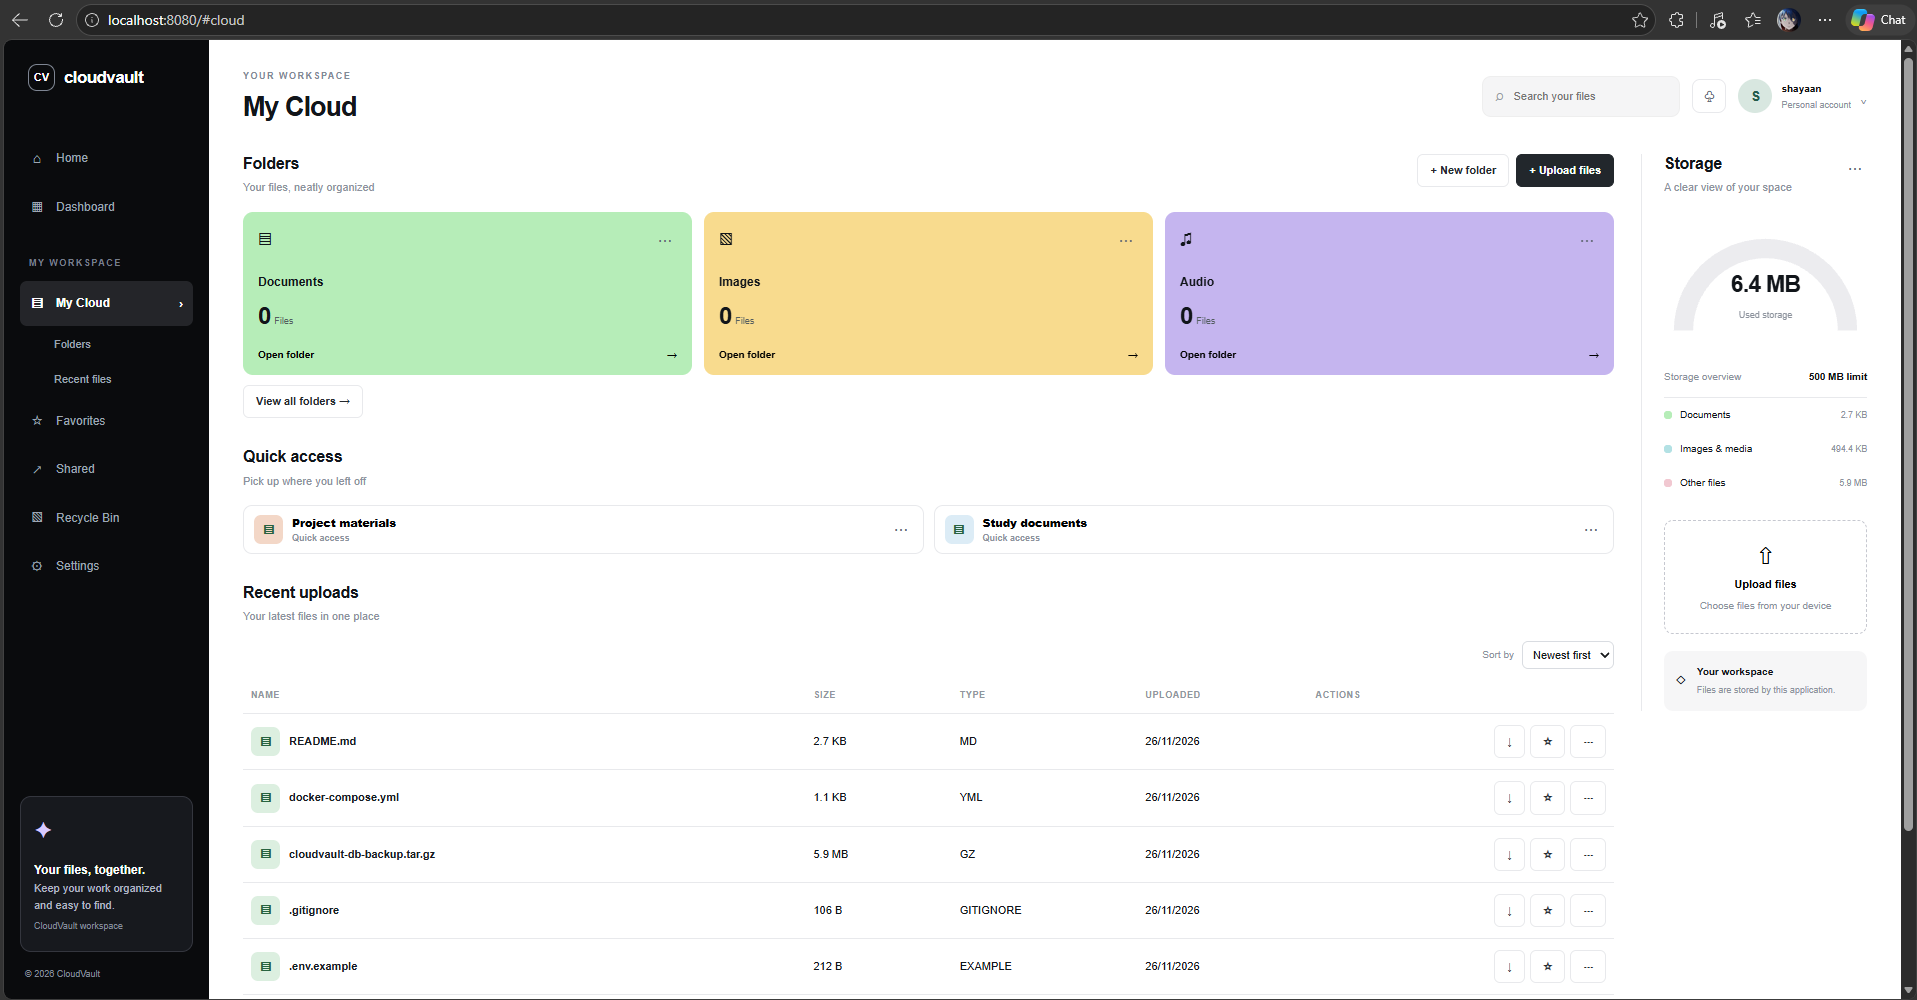 localhost:8080/#cloud
Chat
CV cloudvault
Home
Dashboard
MY WORKSPACE
My Cloud
Folders
Recent files
Favorites
Shared
Recycle Bin
Settings
Your files, together.
Keep your work organized
and easy to find.
CloudVault workspace
© 2026 CloudVault
YOUR WORKSPACE
My Cloud
Search your files
S
shayaan
Personal account
Folders
Your files, neatly organized
+ New folder
+ Upload files
Documents
0 Files
Open folder →
Images
0 Files
Open folder →
Audio
0 Files
Open folder →
View all folders →
Quick access
Pick up where you left off
Project materials
Quick access
Study documents
Quick access
Recent uploads
Your latest files in one place
Sort by Newest first
NAME SIZE TYPE UPLOADED ACTIONS
README.md 2.7 KB MD 26/11/2026
docker-compose.yml 1.1 KB YML 26/11/2026
cloudvault-db-backup.tar.gz 5.9 MB GZ 26/11/2026
.gitignore 106 B GITIGNORE 26/11/2026
.env.example 212 B EXAMPLE 26/11/2026
Storage
A clear view of your space
6.4 MB
Used storage
Storage overview 500 MB limit
Documents 2.7 KB
Images & media 494.4 KB
Other files 5.9 MB
Upload files
Choose files from your device
Your workspace
Files are stored by this application.